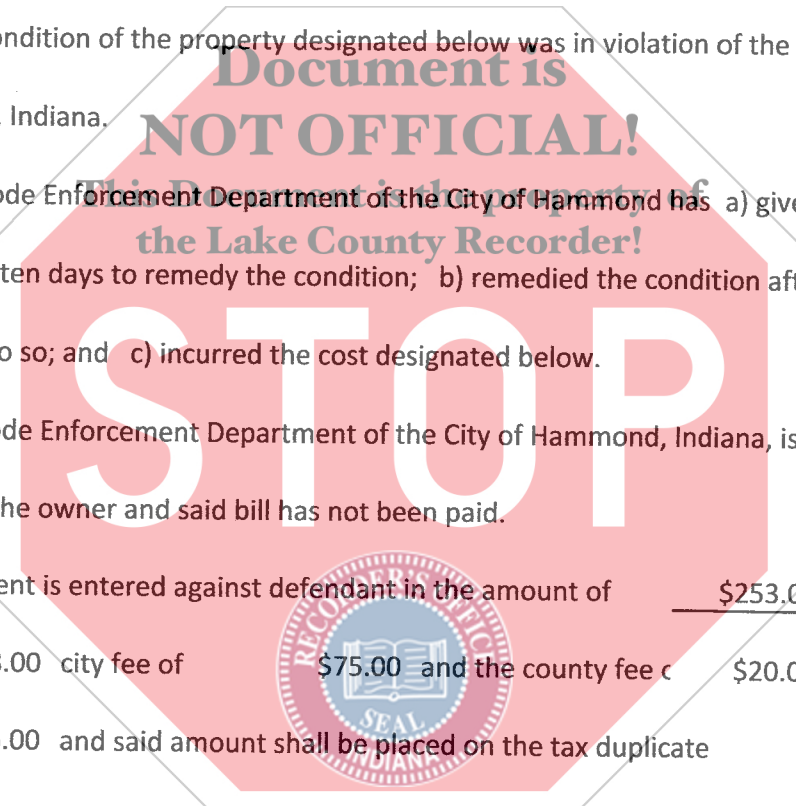 ondition of the property designated below was in violation of the
Document is
Indiana.
NOT OFFICIAL!
ode Enforcement Department of the City of Hammond has a) give
This Document is the property of
the Lake County Recorder!
ten days to remedy the condition; b) remedied the condition aft
STOP
o so; and c) incurred the cost designated below.
de Enforcement Department of the City of Hammond, Indiana, is
he owner and said bill has not been paid.
ent is entered against defendant in the amount of $253.0
RECORDER'S OFFICE
.00 city fee of $75.00 and the county fee $20.0
SEAL
.00 and said amount shall be placed on the tax duplicate
INDIANA